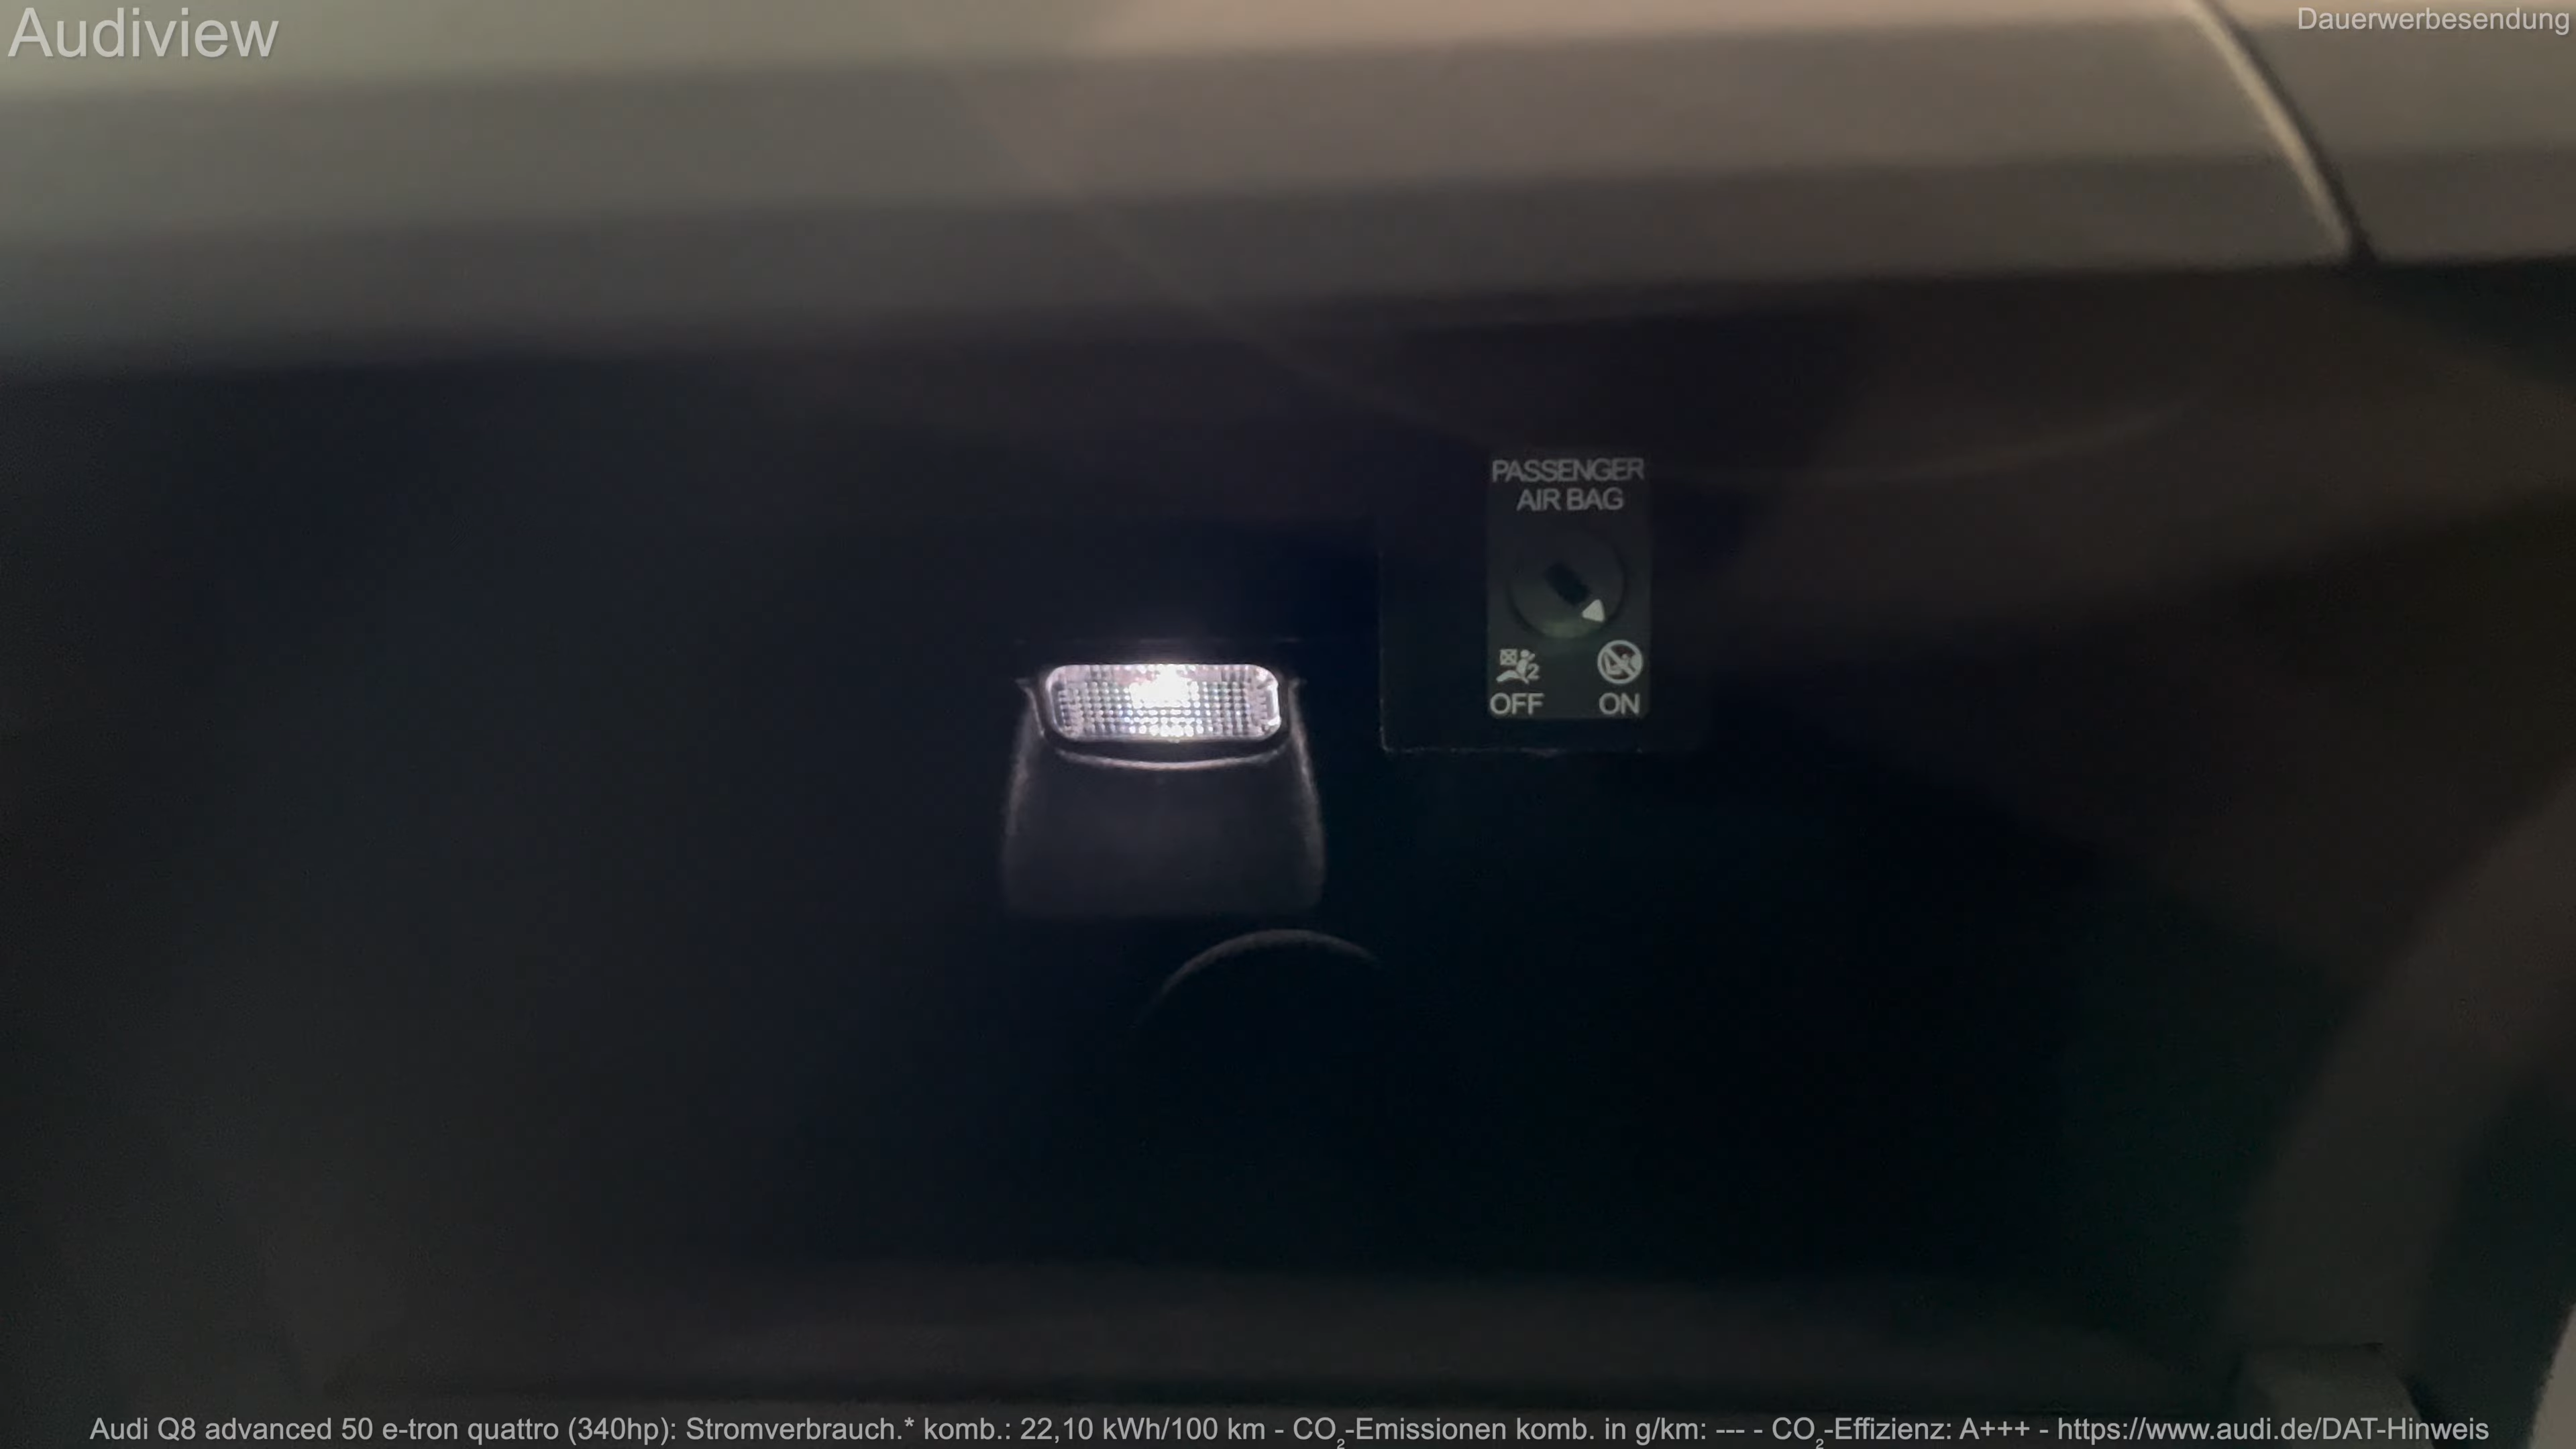 Audiview
Dauerwerbesendung
PASSENGER
AIR BAG
2
OFF ON
Audi Q8 advanced 50 e-tron quattro (340hp): Stromverbrauch.* komb.: 22,10 kWh/100 km - CO₂-Emissionen komb. in g/km: --- - CO₂-Effizienz: A+++ - https://www.audi.de/DAT-Hinweis